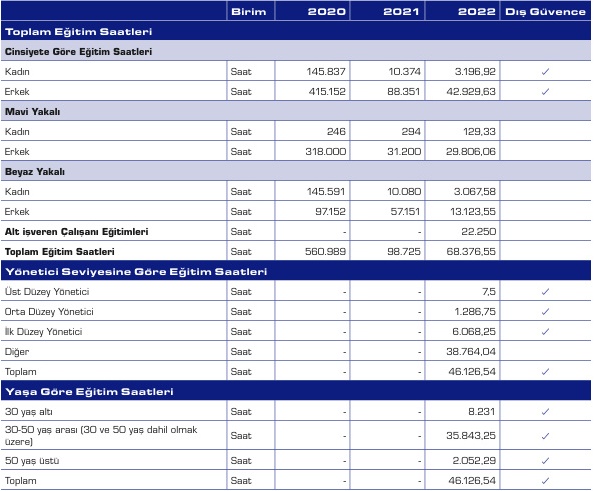 Birim 2020 2021 2022 Dış Güvence
Toplam Eğitim Saatleri
Cinsiyete Göre Eğitim Saatleri
Kadın Saat 145.837 10.374 3.196,92 ✓
Erkek Saat 415.152 88.351 42.929,63 ✓
Mavi Yakalı
Kadın Saat 246 294 129,33
Erkek Saat 318.000 31.200 29.806,06
Beyaz Yakalı
Kadın Saat 145.591 10.080 3.067,58
Erkek Saat 97.152 57.151 13.123,55
Alt işveren Çalışanı Eğitimleri Saat - - 22.250
Toplam Eğitim Saatleri Saat 560.989 98.725 68.376,55
Yönetici Seviyesine Göre Eğitim Saatleri
Üst Düzey Yönetici Saat - - 7,5 ✓
Orta Düzey Yönetici Saat - - 1.286,75 ✓
İlk Düzey Yönetici Saat - - 6.068,25 ✓
Diğer Saat - - 38.764,04
Toplam Saat - - 46.126,54 ✓
Yaşa Göre Eğitim Saatleri
30 yaş altı Saat - - 8.231 ✓
30-50 yaş arası (30 ve 50 yaş dahil olmak
üzere) Saat - - 35.843,25 ✓
50 yaş üstü Saat - - 2.052,29 ✓
Toplam Saat - - 46.126,54 ✓